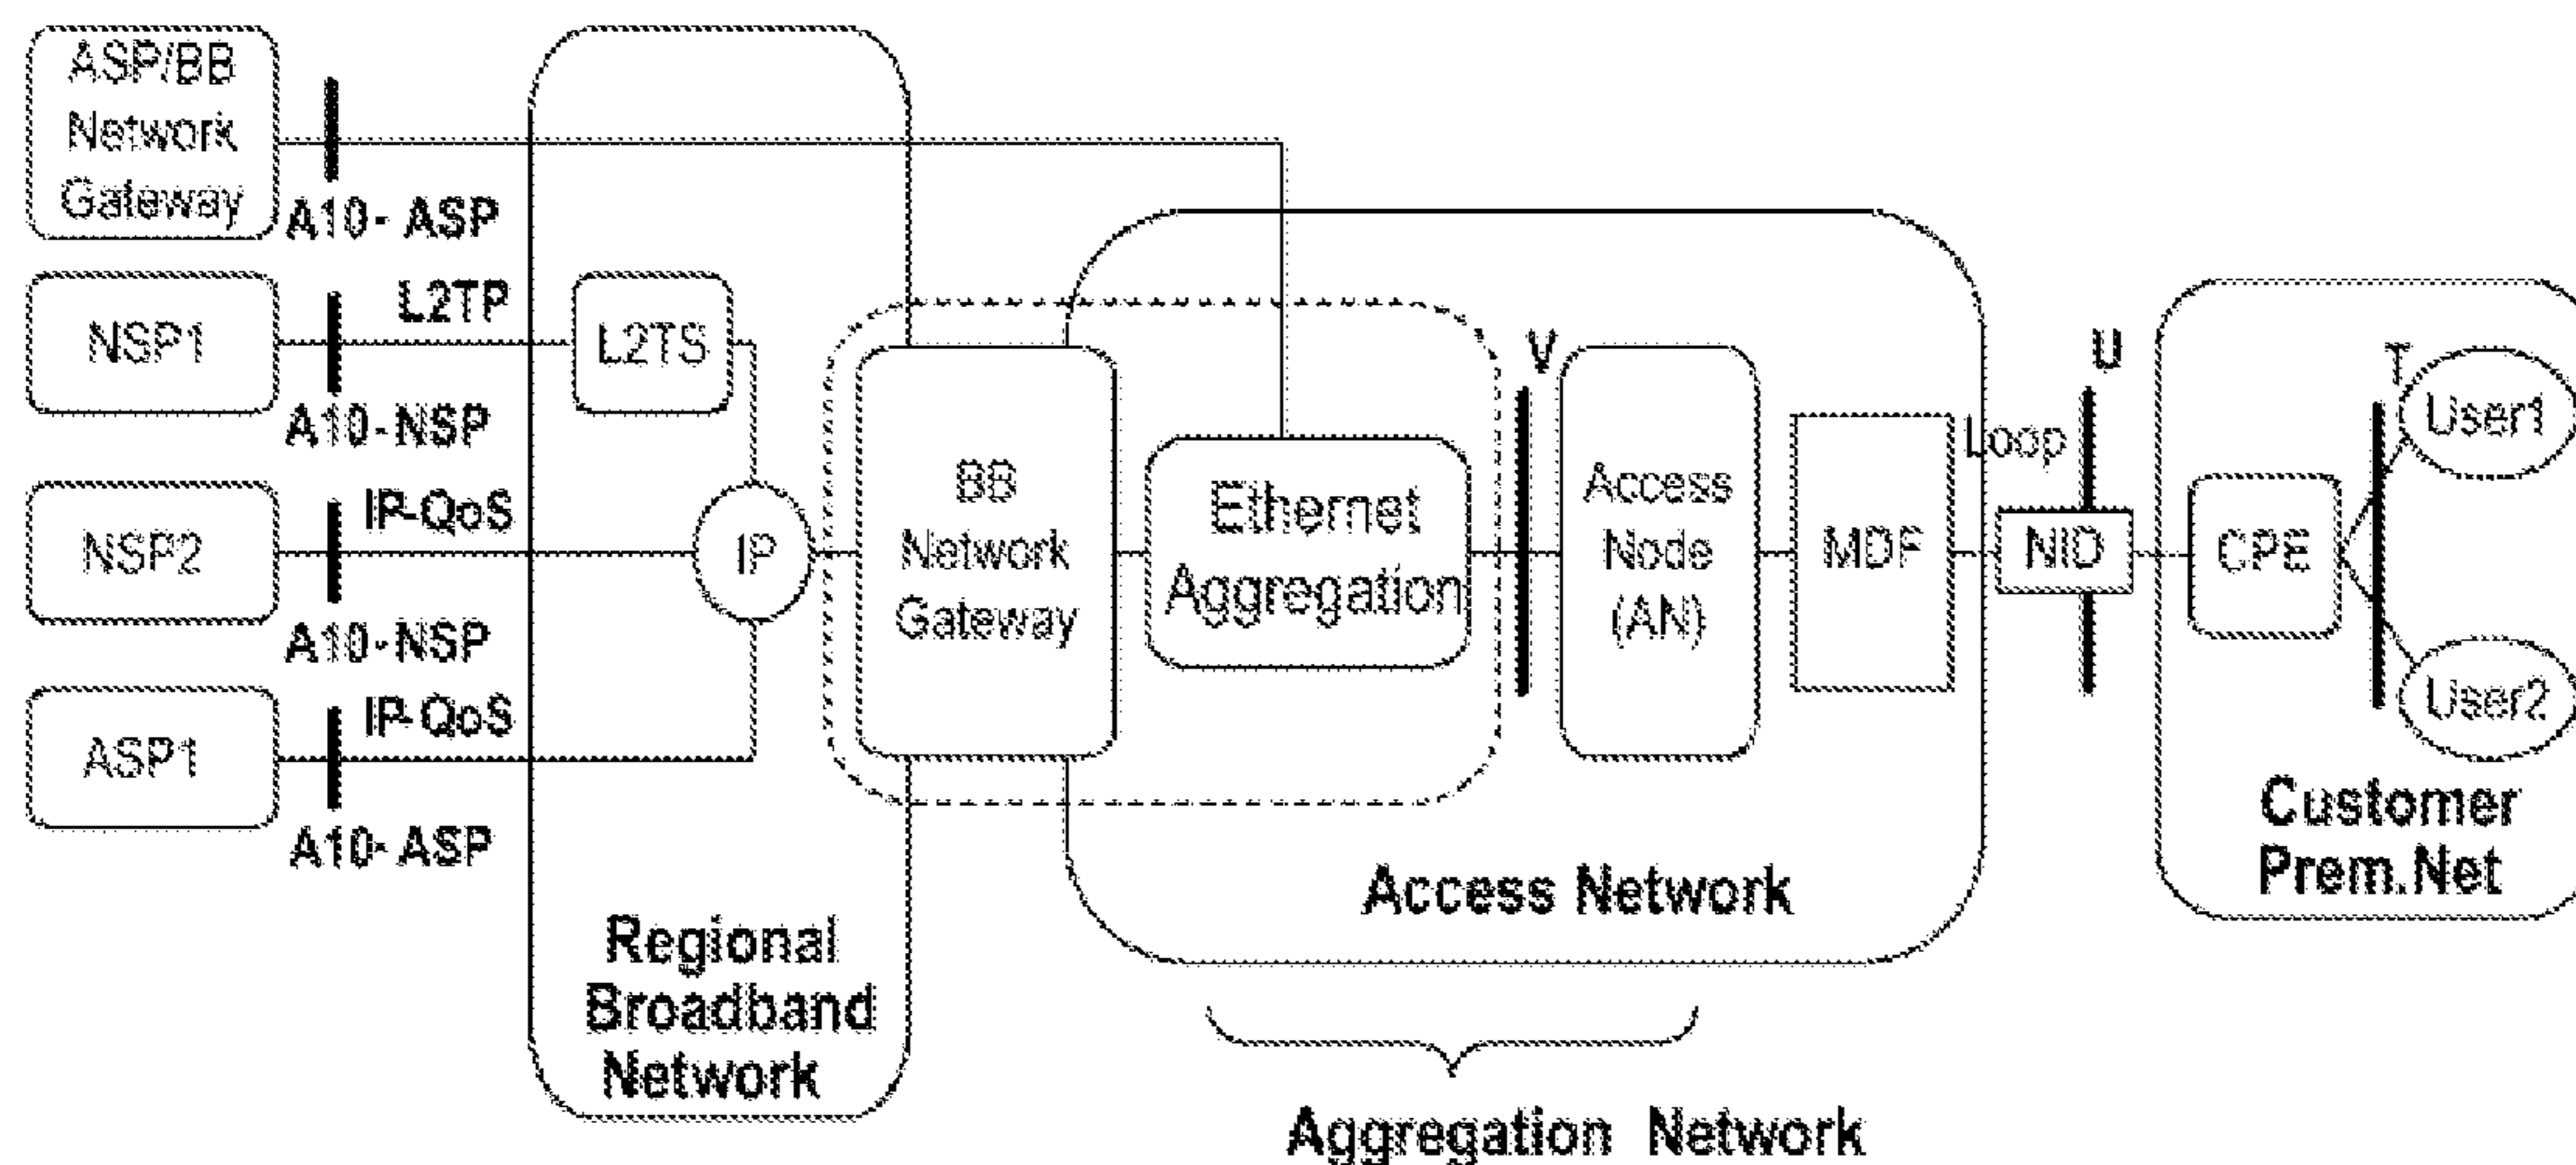 ASP/BB
Network
Gateway
A10- ASP
NSP1
L2TP
A10-NSP
L2TS
NSP2
IP-QoS
A10-NSP
IP
ASP1
IP-QoS
A10-ASP
Regional
Broadband
Network
BB
Network
Gateway
Ethernet
Aggregation
V
Access
Node
(AN)
MDF
Loop
U
NID
Access Network
Aggregation Network
CPE
T
User1
User2
Customer
Prem.Net